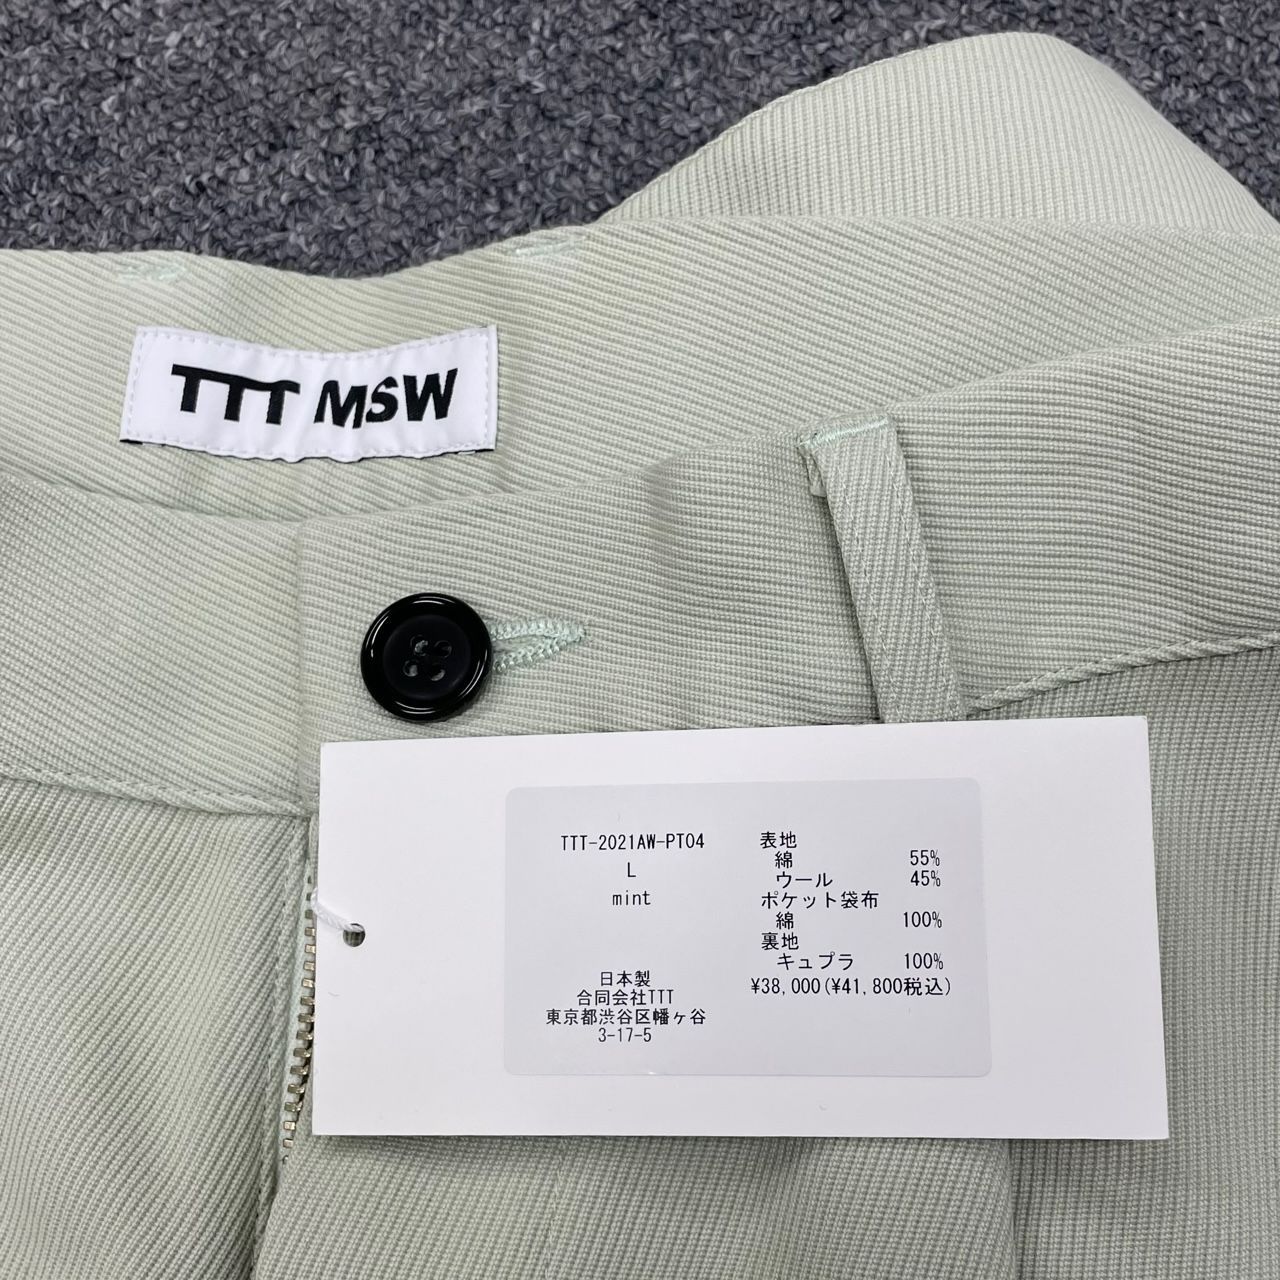 TTT MSW
TTT-2021AW-PT04
L
mint
日本製
合同会社TTT
東京都渋谷区幡ヶ谷
3-17-5
表地
綿 55%
ウール 45%
ポケット袋布
綿 100%
裏地
キュプラ 100%
¥38,000(¥41,800税込)